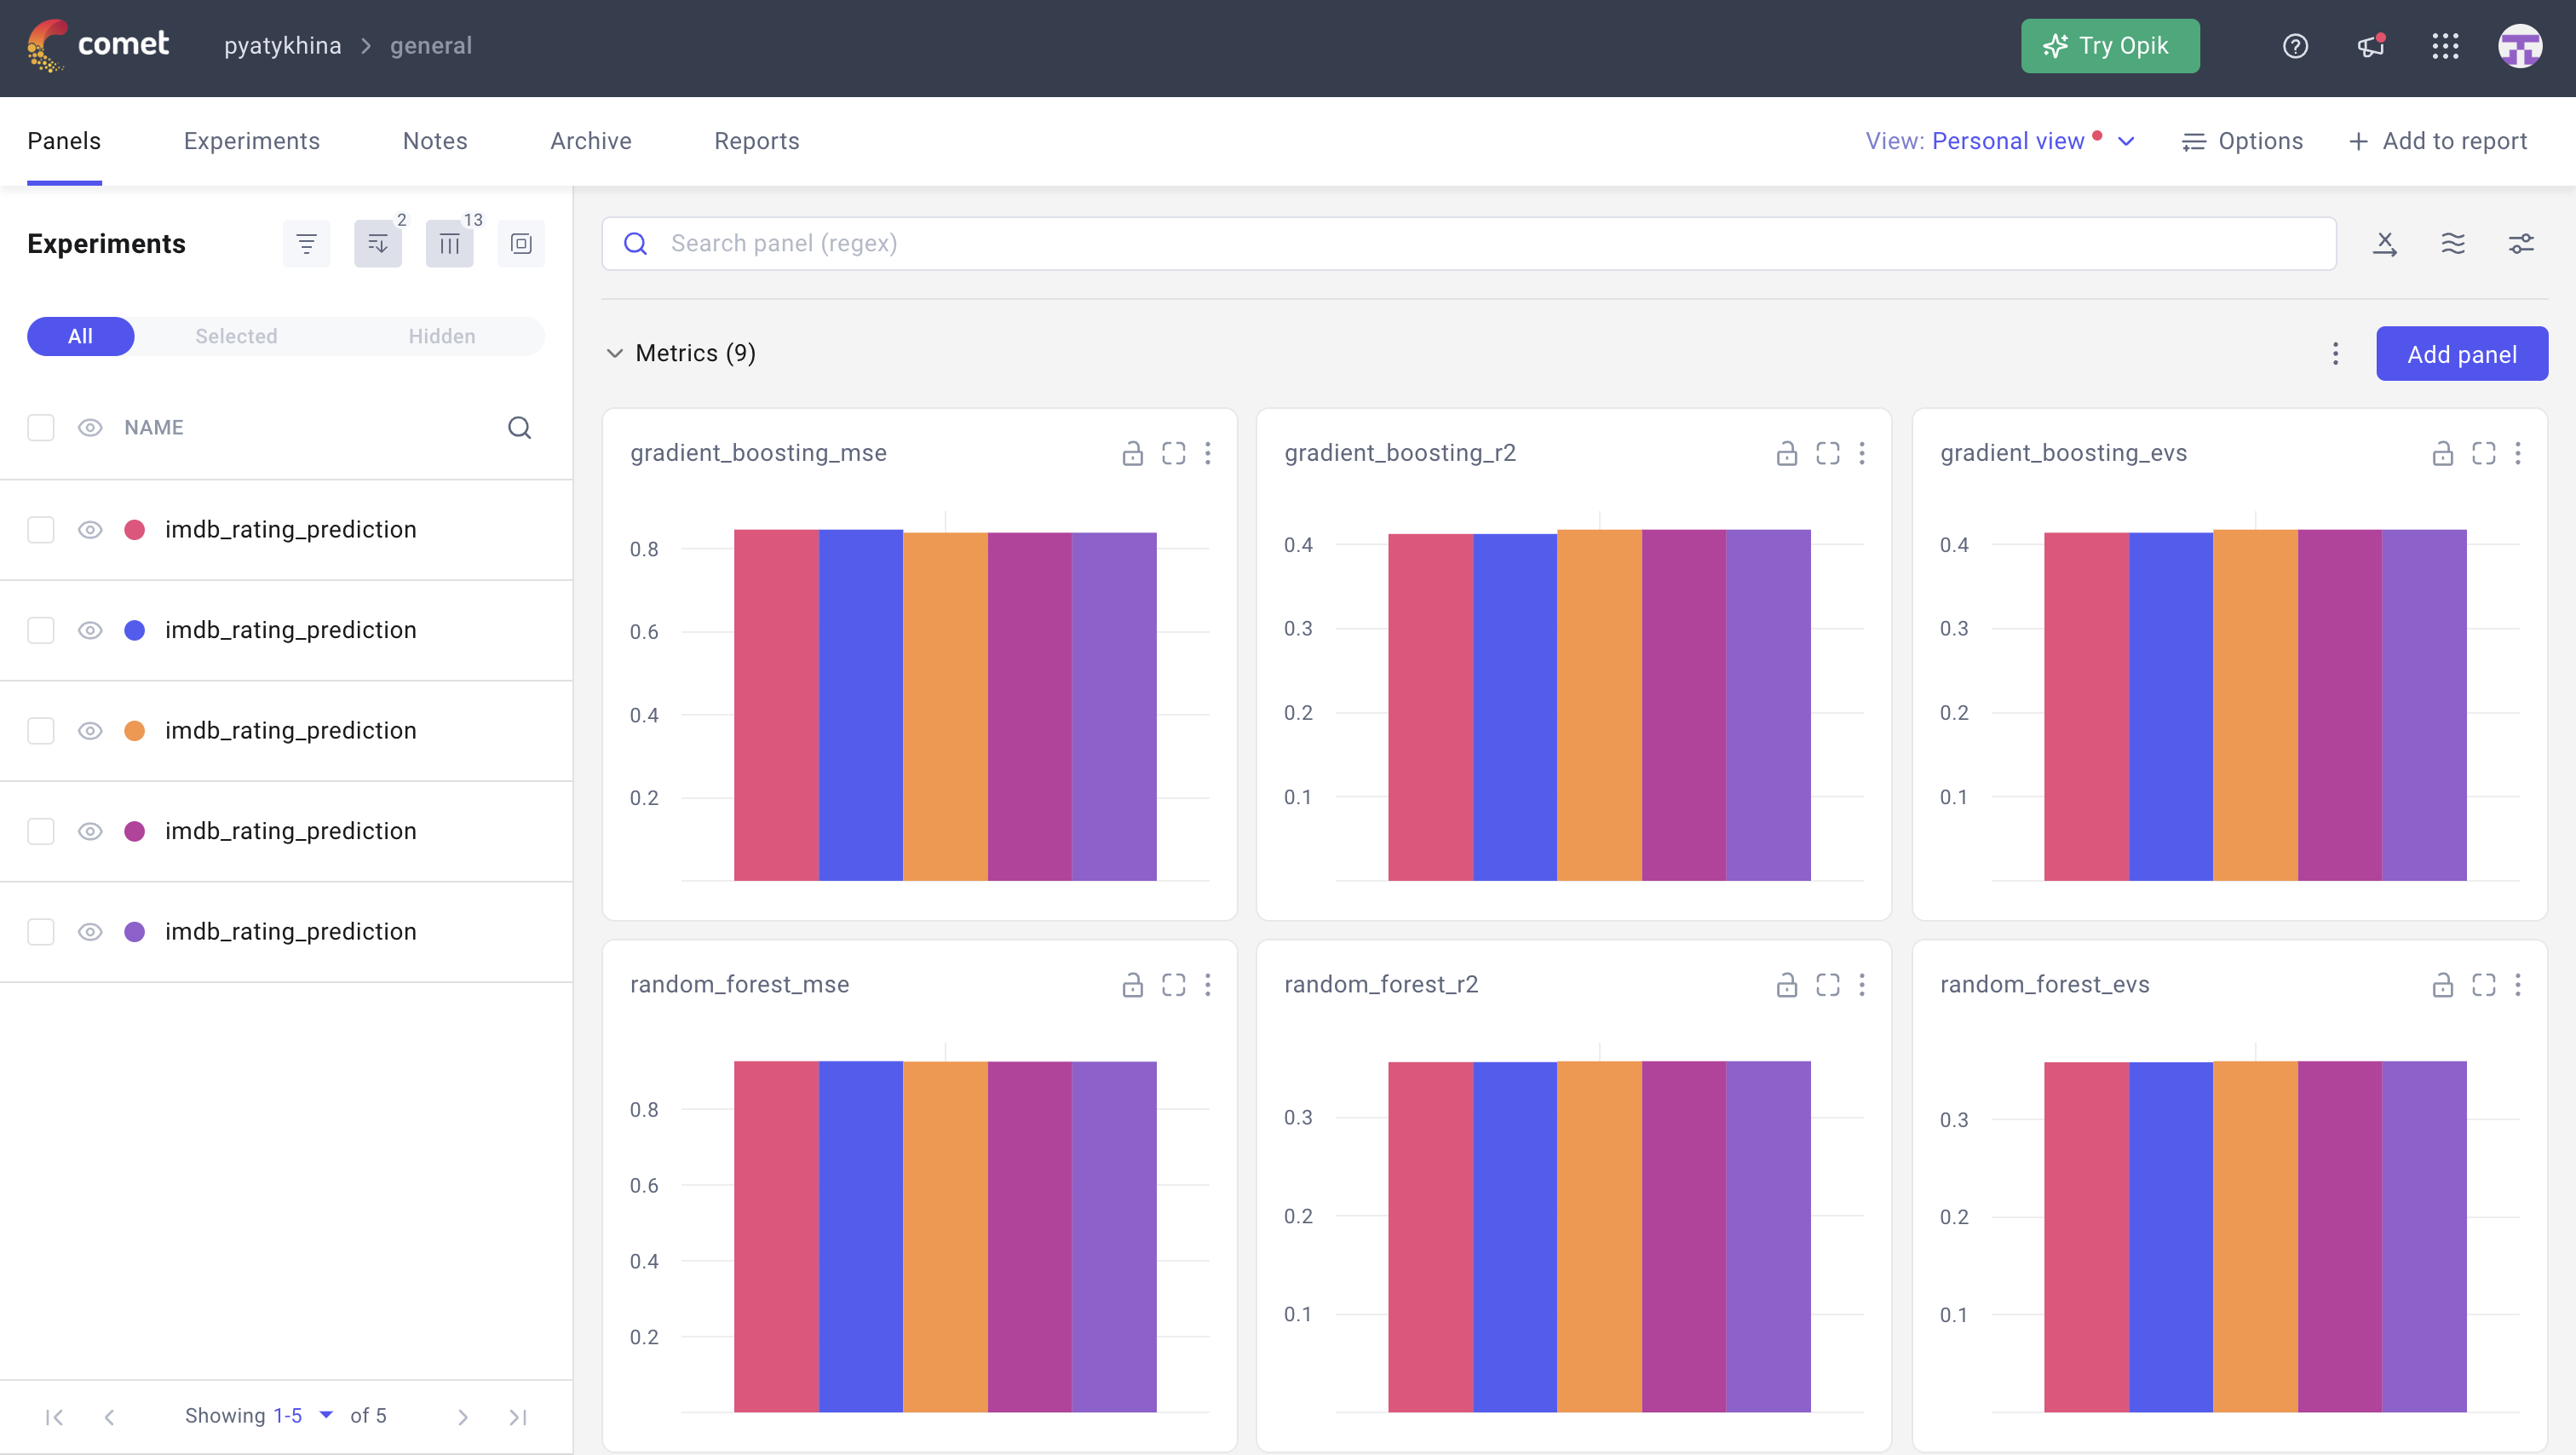 comet
pyatykhina > general
Try Opik
Panels
Experiments
Notes
Archive
Reports
View: Personal view
Options
+ Add to report
Experiments
2
13
All
Selected
Hidden
NAME
imdb_rating_prediction
imdb_rating_prediction
imdb_rating_prediction
imdb_rating_prediction
imdb_rating_prediction
Showing 1-5 of 5
Search panel (regex)
Metrics (9)
Add panel
gradient_boosting_mse
0.8
0.6
0.4
0.2
gradient_boosting_r2
0.4
0.3
0.2
0.1
gradient_boosting_evs
0.4
0.3
0.2
0.1
random_forest_mse
0.8
0.6
0.4
0.2
random_forest_r2
0.3
0.2
0.1
random_forest_evs
0.3
0.2
0.1